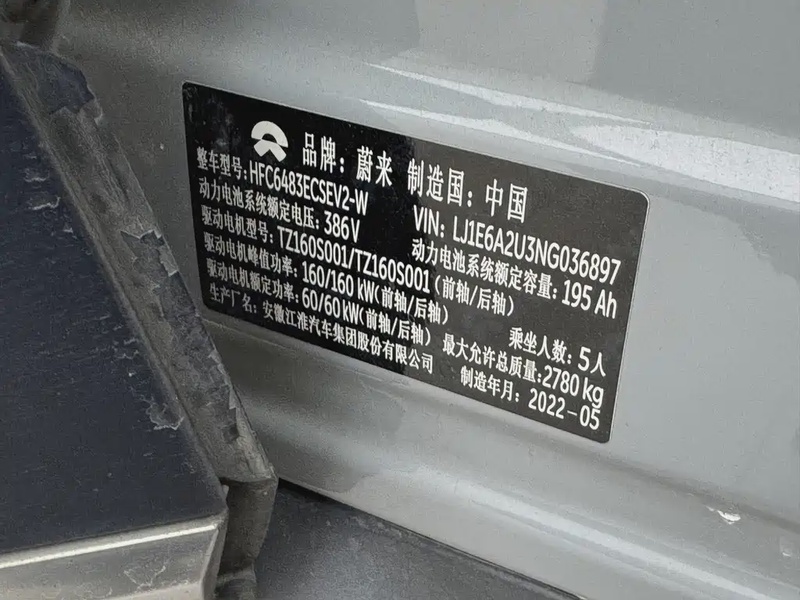 品牌：蔚来 制造国：中国
整车型号：HFC6483ECSEV2-W VIN: LJ1E6A2U3NG036897
动力电池系统额定电压：386V 动力电池系统额定容量：195 Ah
驱动电机型号：TZ160S001/TZ160S001 (前轴/后轴)
驱动电机峰值功率：160/160 kW(前轴/后轴) 乘坐人数：5人
驱动电机额定功率：60/60 kW(前轴/后轴) 最大允许总质量:2780 kg
生产厂名：安徽江淮汽车集团股份有限公司 制造年月：2022-05